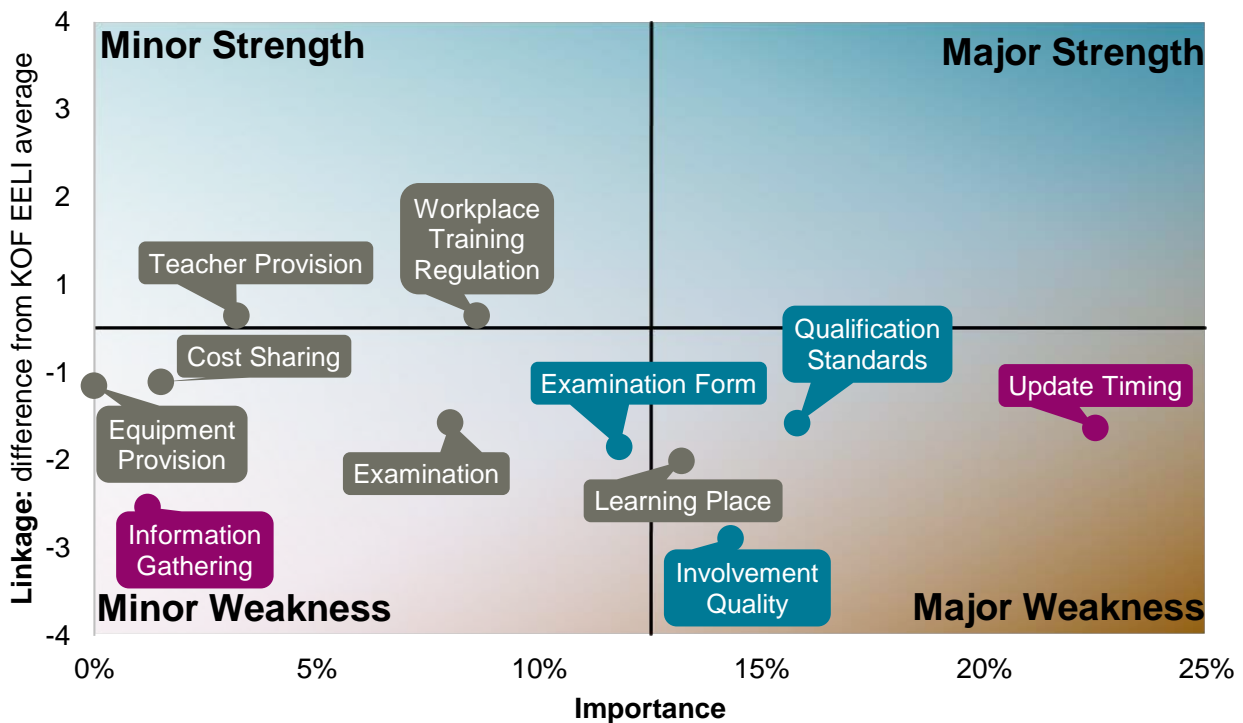 4
Minor Strength
Major Strength
3
2
1
-1
-2
-3
-4
Linkage: difference from KOF EELI average
Workplace
Training
Regulation
Teacher Provision
Cost Sharing
Qualification
Standards
Examination Form
Update Timing
Equipment
Provision
Examination
Learning Place
Information
Gathering
Involvement
Quality
Minor Weakness
Major Weakness
0%
5%
10%
15%
20%
25%
Importance